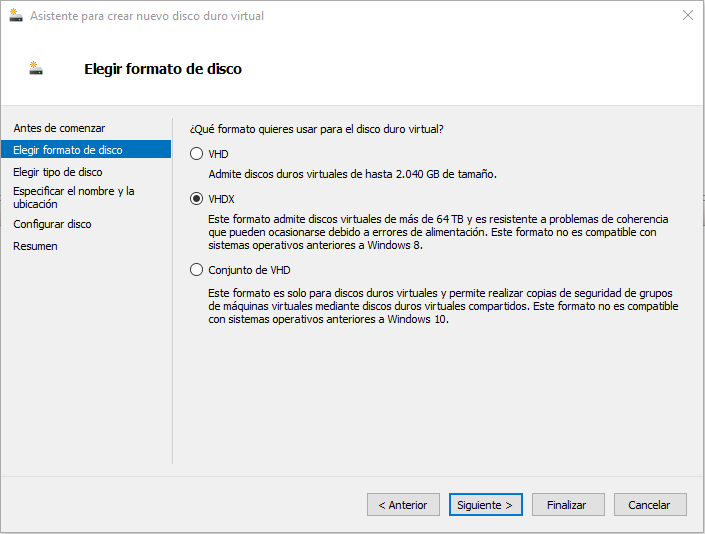 Asistente para crear nuevo disco duro virtual
Elegir formato de disco
Antes de comenzar
Elegir formato de disco
Elegir tipo de disco
Especificar el nombre y la
ubicación
Configurar disco
Resumen
¿Qué formato quieres usar para el disco duro virtual?
VHD
Admite discos duros virtuales de hasta 2.040 GB de tamaño.
VHDX
Este formato admite discos virtuales de más de 64 TB y es resistente a problemas de coherencia
que pueden ocasionarse debido a errores de alimentación. Este formato no es compatible con
sistemas operativos anteriores a Windows 8.
Conjunto de VHD
Este formato es solo para discos duros virtuales y permite realizar copias de seguridad de grupos
de máquinas virtuales mediante discos duros virtuales compartidos. Este formato no es compatible
con sistemas operativos anteriores a Windows 10.
< Anterior
Siguiente >
Finalizar
Cancelar